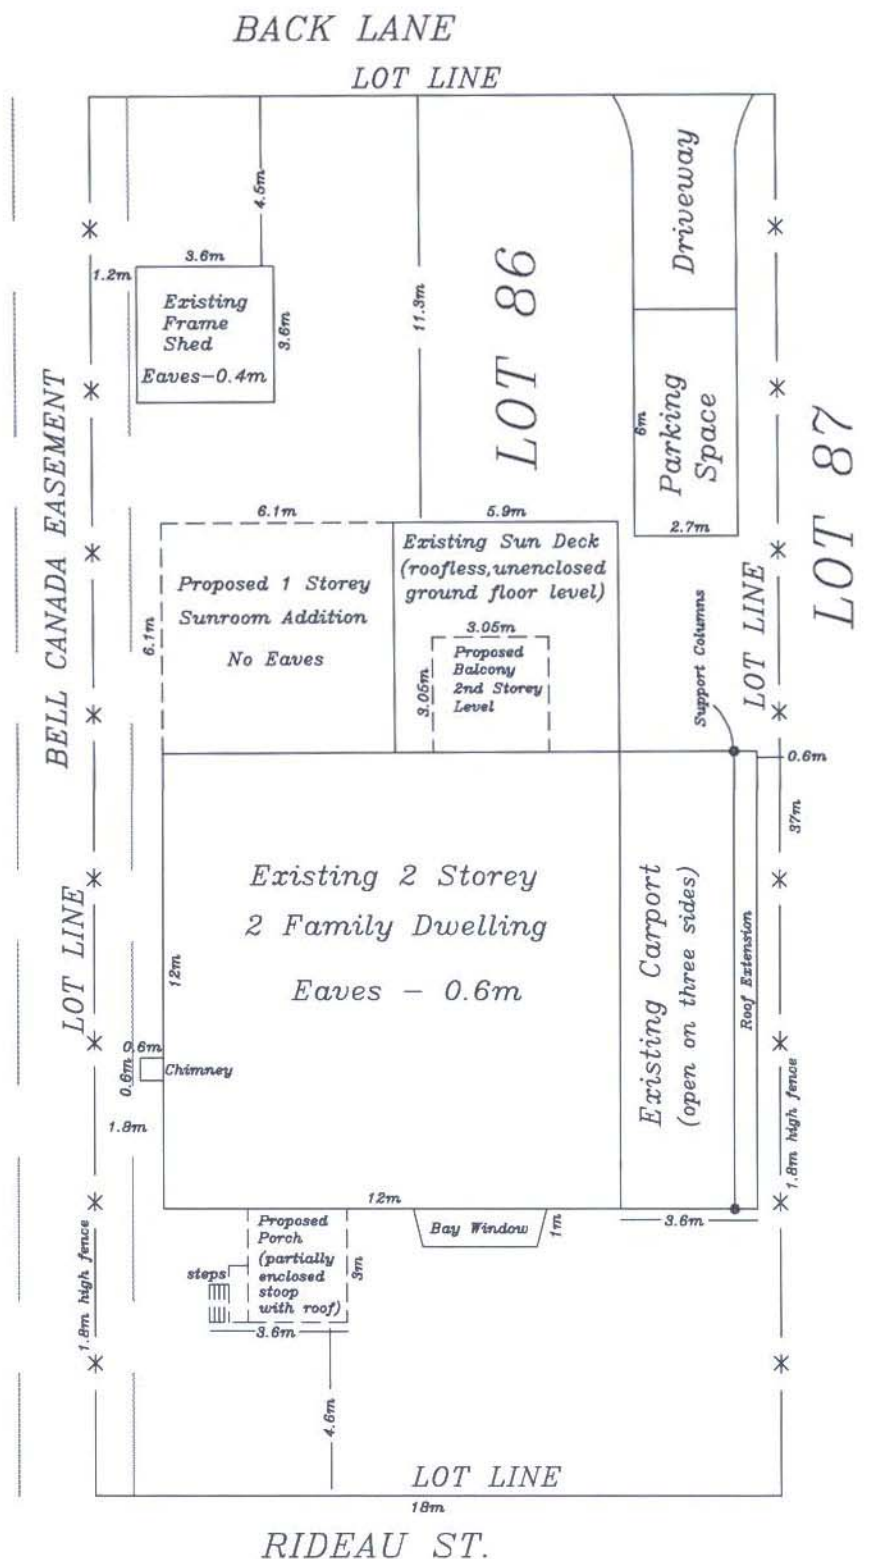 BACK LANE
LOT LINE
Driveway
4.5m
3.6m
1.2m
Existing
Frame
Shed
Eaves-0.4m
3.6m
11.3m
LOT 86
6m
Parking
Space
2.7m
LOT 87
BELL CANADA EASEMENT
6.1m
5.9m
Existing Sun Deck
(roofless,unenclosed
ground floor level)
Proposed 1 Storey
Sunroom Addition
No Eaves
6.1m
3.05m
Proposed
Balcony
2nd Storey
Level
3.05m
Support Columns
LOT LINE
0.6m
37m
Existing 2 Storey
2 Family Dwelling
Eaves - 0.6m
12m
Existing Carport
(open on three sides)
Roof Extension
LOT LINE
0.6m
0.6m
Chimney
1.8m
1.8m high fence
12m
3.6m
Bay Window
1m
Proposed
Porch
(partially
enclosed
stoop
with roof)
steps
3m
3.6m
1.8m high fence
4.6m
LOT LINE
18m
RIDEAU ST.